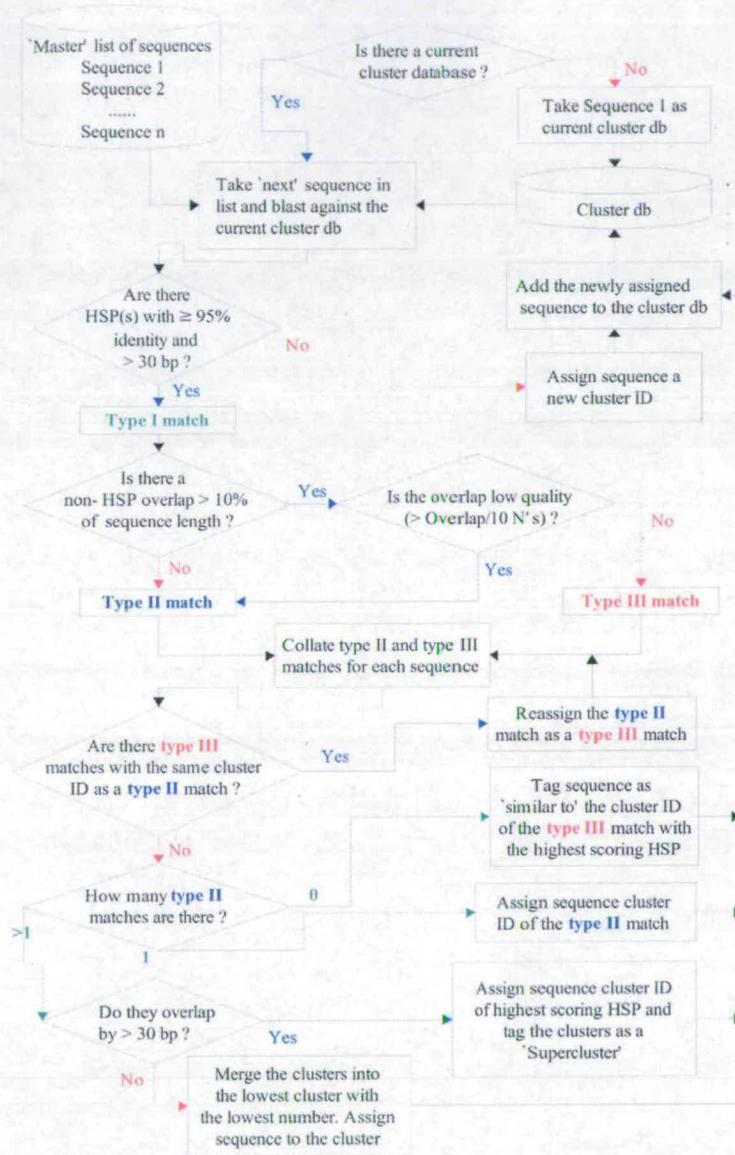 `Master' list of sequences
Sequence 1
Sequence 2
......
Sequence n
Is there a current
cluster database ?
Yes
No
Take Sequence 1 as
current cluster db
Take `next' sequence in
list and blast against the
current cluster db
Cluster db
Add the newly assigned
sequence to the cluster db
Are there
HSP(s) with ≥ 95%
identity and
> 30 bp ?
No
Yes
Assign sequence a
new cluster ID
Type I match
Is there a
non- HSP overlap > 10%
of sequence length ?
Yes
Is the overlap low quality
(> Overlap/10 N's) ?
No
No
Yes
Type II match
Type III match
Collate type II and type III
matches for each sequence
Are there type III
matches with the same cluster
ID as a type II match ?
Yes
Reassign the type II
match as a type III match
No
Tag sequence as
`similar to' the cluster ID
of the type III match with
the highest scoring HSP
How many type II
matches are there ?
0
>1
1
Assign sequence cluster
ID of the type II match
Do they overlap
by > 30 bp ?
Yes
Assign sequence cluster ID
of highest scoring HSP and
tag the clusters as a
`Supercluster'
No
Merge the clusters into
the lowest cluster with
the lowest number. Assign
sequence to the cluster